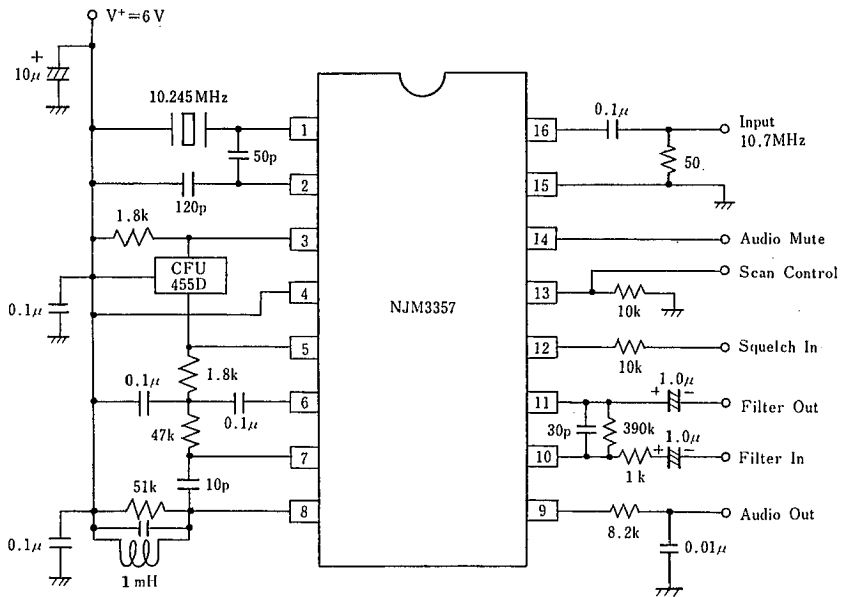 V+=6V
+
10μ
10.245MHz
50p
120p
1.8k
CFU
455D
0.1μ
1.8k
0.1μ
0.1μ
47k
10p
51k
0.1μ
1mH
1
2
3
4
5
6
7
8
NJM3357
16
15
14
13
12
11
10
9
0.1μ
Input
10.7MHz
50
Audio Mute
Scan Control
10k
Squelch In
10k
1.0μ
+ −
Filter Out
30p
390k
1.0μ
+ −
Filter In
1k
Audio Out
8.2k
0.01μ